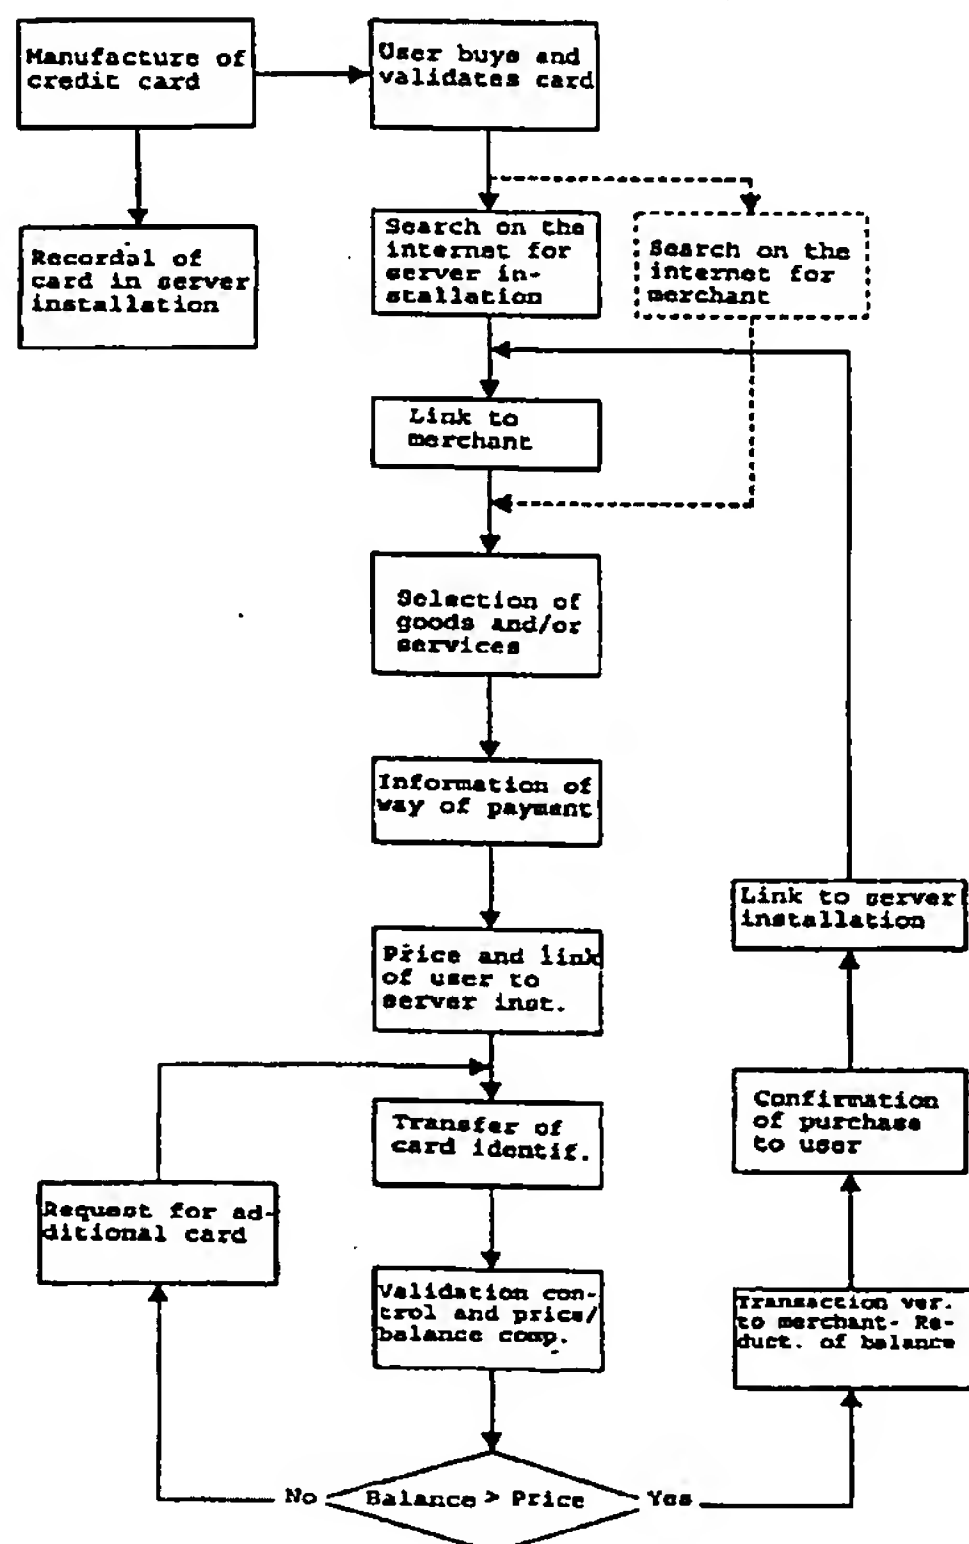 Manufacture of
credit card
User buys and
validates card
Recordal of
card in server
installation
Search on the
internet for
server in-
stallation
Search on the
internet for
merchant
Link to
merchant
Selection of
goods and/or
services
Information of
way of payment
Price and link
of user to
server inst.
Link to server
installation
Transfer of
card identif.
Confirmation
of purchase
to user
Request for ad-
ditional card
Validation con-
trol and price/
balance comp.
Transaction ver.
to merchant- Re-
duct. of balance
No
Balance > Price
Yes